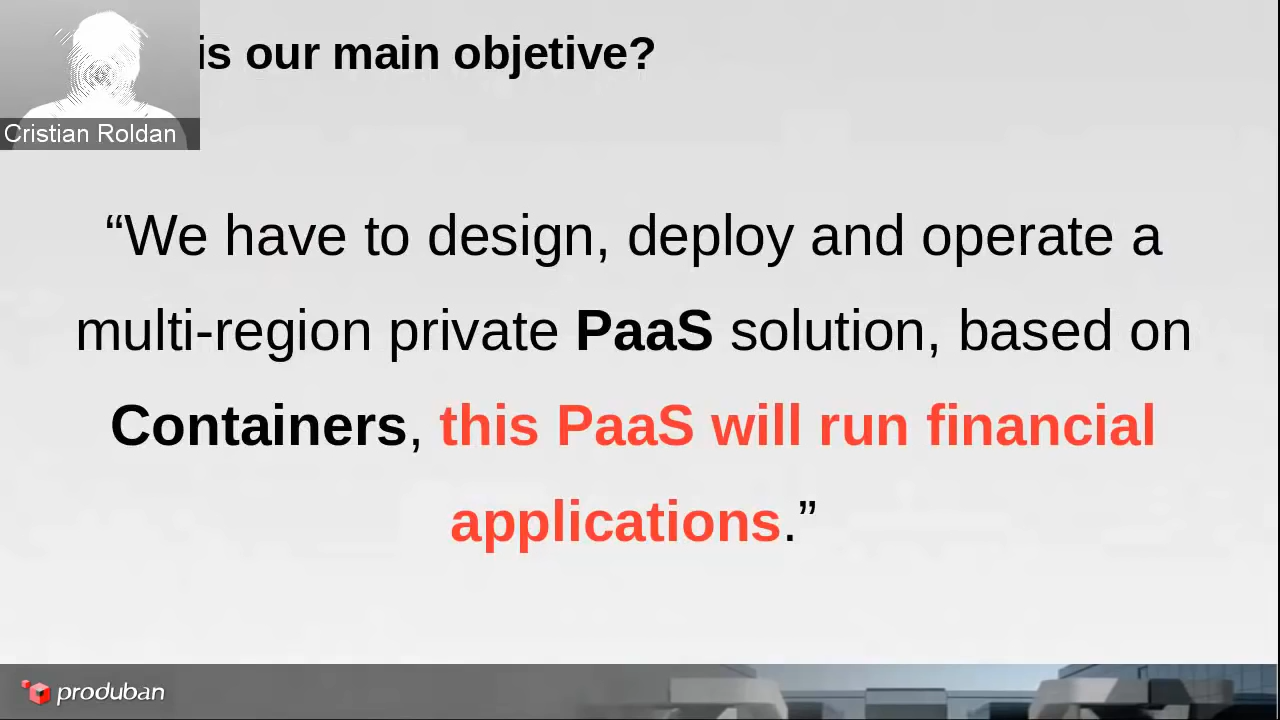 is our main objetive?
Cristian Roldan
“We have to design, deploy and operate a
multi-region private PaaS solution, based on
Containers, this PaaS will run financial
applications.”
produban